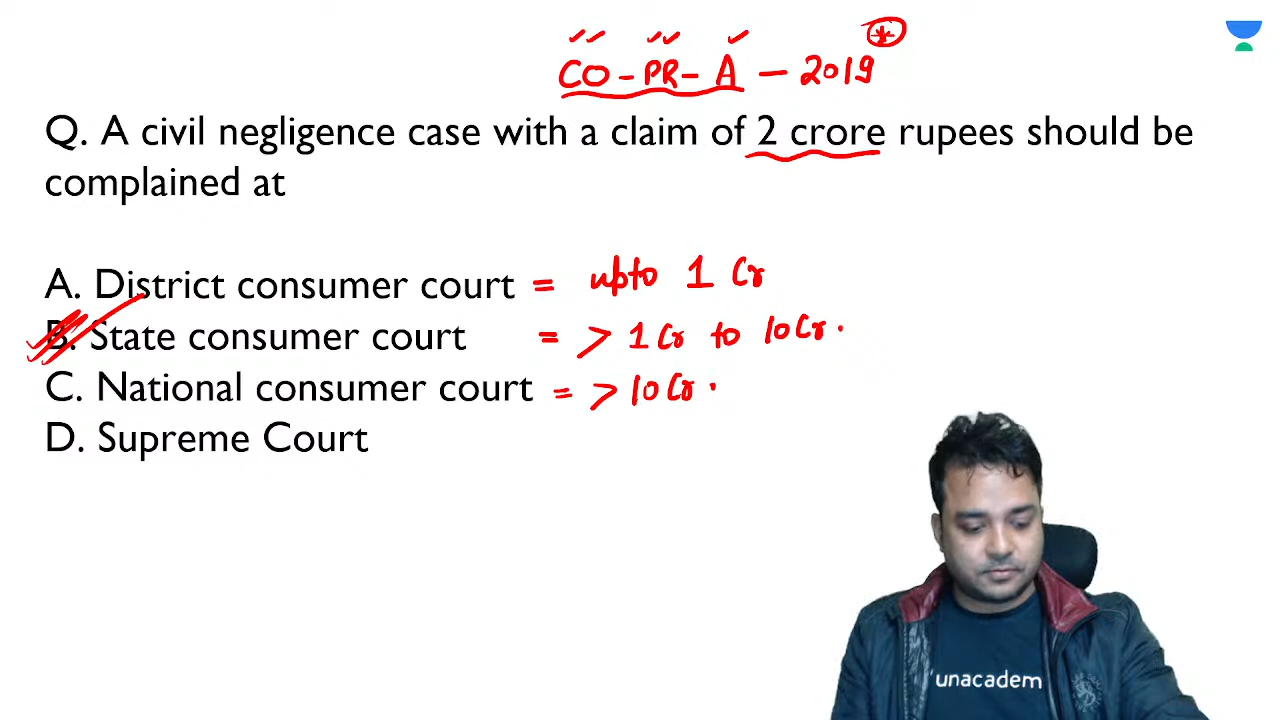 CO - PR - A - 2019 *
Q. A civil negligence case with a claim of 2 crore rupees should be
complained at
A. District consumer court = upto 1 Cr
B. State consumer court = > 1 Cr to 10 Cr.
C. National consumer court = > 10 Cr.
D. Supreme Court
unacadem